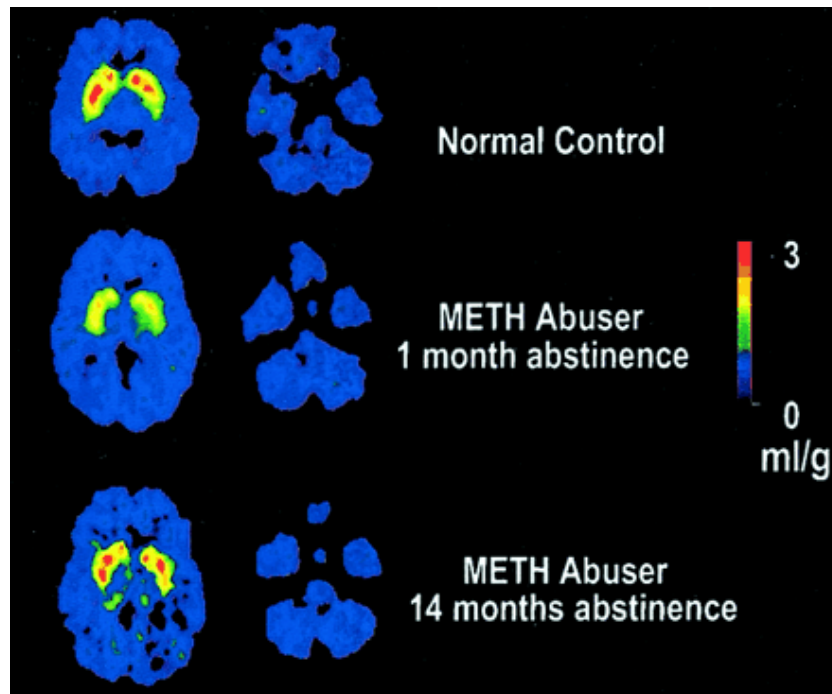 Normal Control
3
METH Abuser
1 month abstinence
0
ml/g
METH Abuser
14 months abstinence